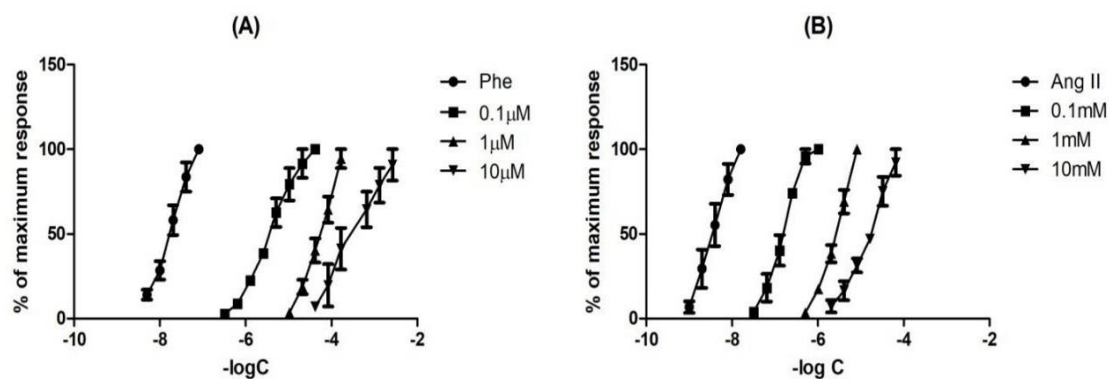 (A)
% of maximum response
150
100
50
0
-10
-8
-6
-4
-2
-logC
Phe
0.1μM
1μM
10μM
(B)
% of maximum response
150
100
50
0
-10
-8
-6
-4
-2
-log C
Ang II
0.1mM
1mM
10mM